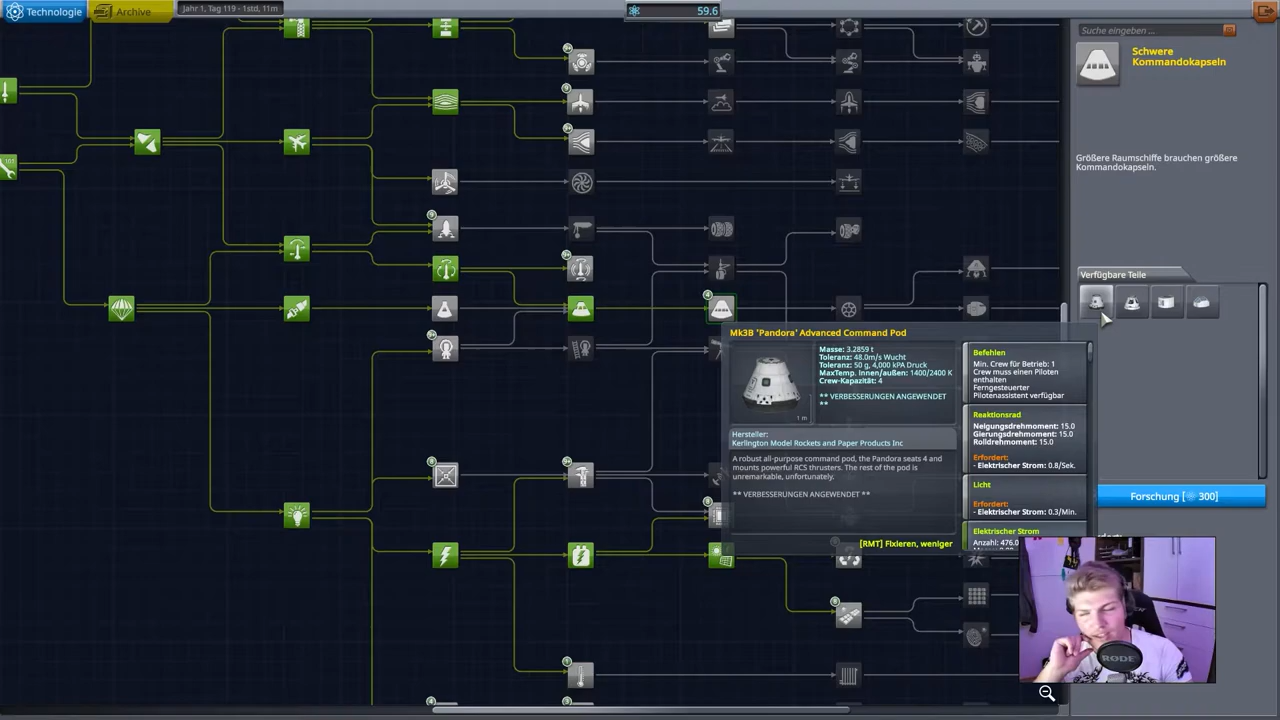 Technologie
Archive
Jahr 1, Tag 119 - 1std, 11m
59.6
Suche eingeben ...
Schwere
Kommandokapseln
Größere Raumschiffe brauchen größere
Kommandokapseln.
Verfügbare Teile
Forschung [300]
Mk3B 'Pandora' Advanced Command Pod
Masse: 3.2859 t
Toleranz: 48.0m/s Wucht
Toleranz: 50 g, 4,000 kPA Druck
MaxTemp. Innen/außen: 1400/2400 K
Crew-Kapazität: 4
** VERBESSERUNGEN ANGEWENDET
**
1 m
Hersteller:
Kerlington Model Rockets and Paper Products Inc
A robust all-purpose command pod, the Pandora seats 4 and
mounts powerful RCS thrusters. The rest of the pod is
unremarkable, unfortunately.
** VERBESSERUNGEN ANGEWENDET **
[RMT] Fixieren, weniger
Befehlen
Min. Crew für Betrieb: 1
Crew muss einen Piloten
enthalten
Ferngesteuerter
Pilotenassistent verfügbar
Reaktionsrad
Neigungsdrehmoment: 15.0
Gierungsdrehmoment: 15.0
Rolldrehmoment: 15.0
Erfordert:
- Elektrischer Strom: 0.8/Sek.
Licht
Erfordert:
- Elektrischer Strom: 0.3/Min.
Elektrischer Strom
Anzahl: 476.0
RODE